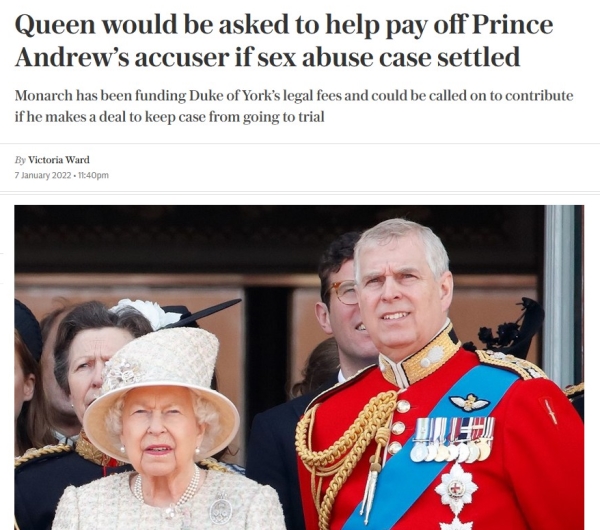 Queen would be asked to help pay off Prince
Andrew’s accuser if sex abuse case settled
Monarch has been funding Duke of York’s legal fees and could be called on to contribute
if he makes a deal to keep case from going to trial
By Victoria Ward
7 January 2022 • 11:40pm